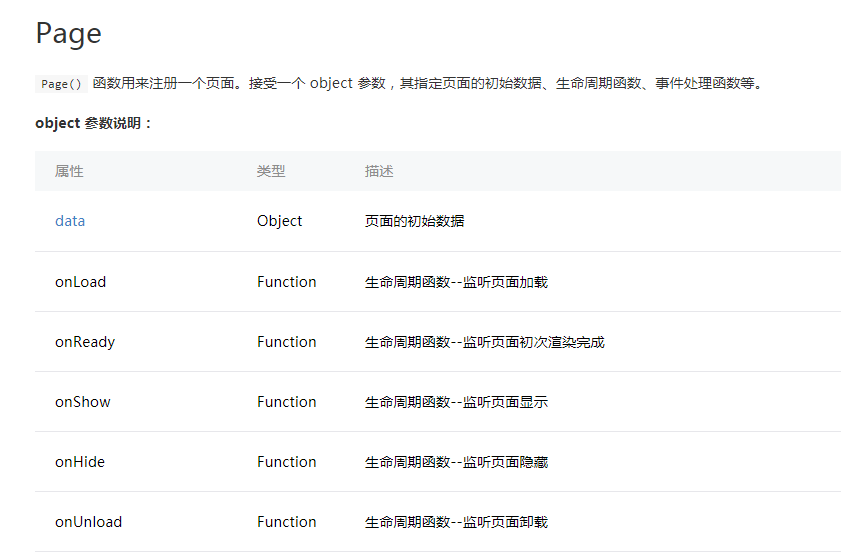 Page
Page() 函数用来注册一个页面。接受一个 object 参数，其指定页面的初始数据、生命周期函数、事件处理函数等。
object 参数说明：
属性 类型 描述
data Object 页面的初始数据
onLoad Function 生命周期函数--监听页面加载
onReady Function 生命周期函数--监听页面初次渲染完成
onShow Function 生命周期函数--监听页面显示
onHide Function 生命周期函数--监听页面隐藏
onUnload Function 生命周期函数--监听页面卸载